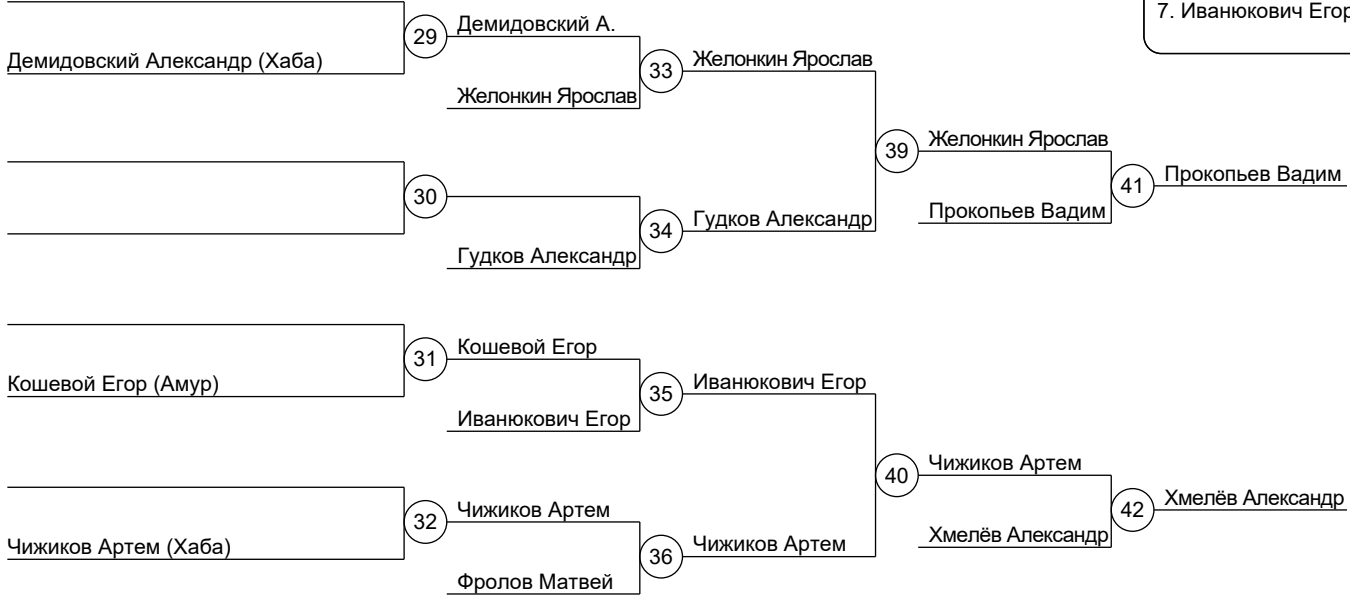 7. Иванюкович Егор
29
Демидовский А.
Демидовский Александр (Хаба)
33
Желонкин Ярослав
Желонкин Ярослав
39
Желонкин Ярослав
30
41
Прокопьев Вадим
Прокопьев Вадим
34
Гудков Александр
Гудков Александр
31
Кошевой Егор
Кошевой Егор (Амур)
35
Иванюкович Егор
Иванюкович Егор
40
Чижиков Артем
32
Чижиков Артем
42
Хмелёв Александр
Хмелёв Александр
Чижиков Артем (Хаба)
36
Чижиков Артем
Фролов Матвей